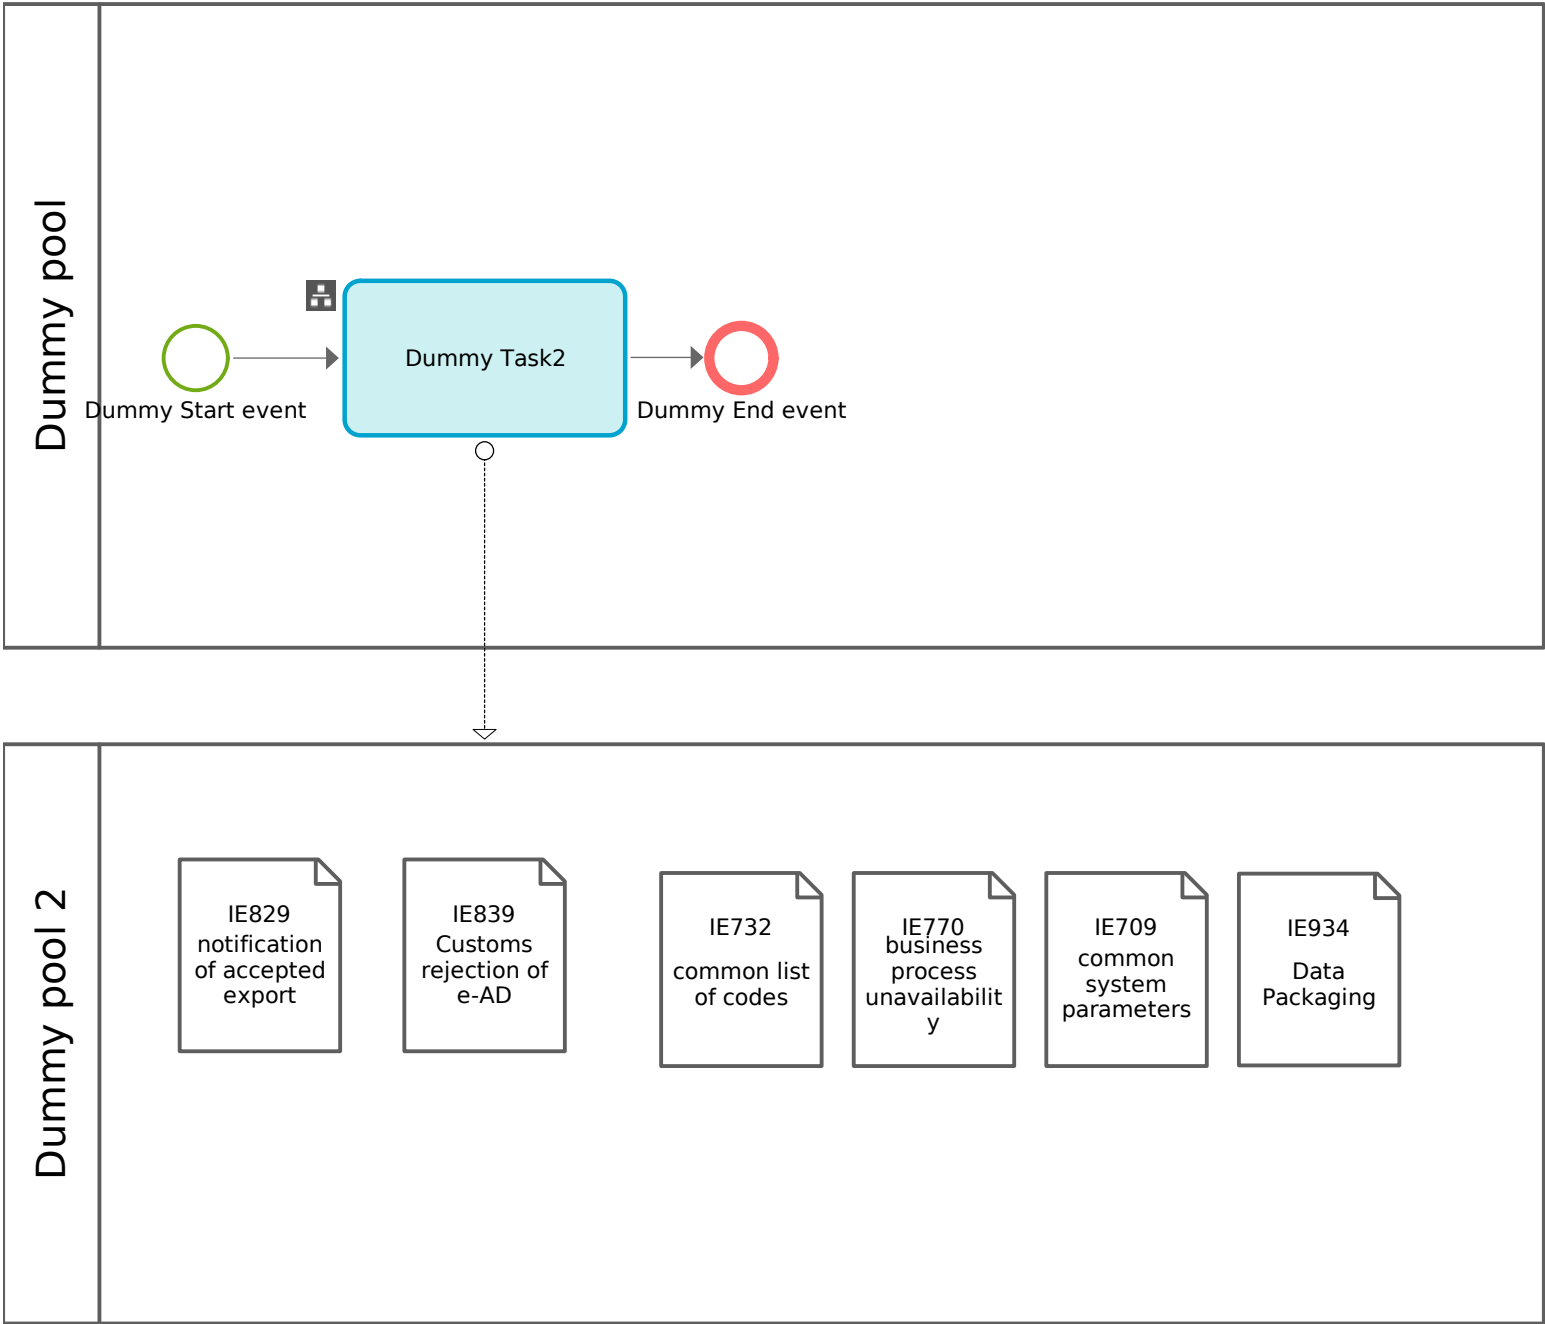 Dummy pool
Dummy Task2
Dummy Start event
Dummy End event
Dummy pool 2
IE829
notification
of accepted
export
IE839
Customs
rejection of
e-AD
IE732
common list
of codes
IE770
business
process
unavailabilit
y
IE709
common
system
parameters
IE934
Data
Packaging